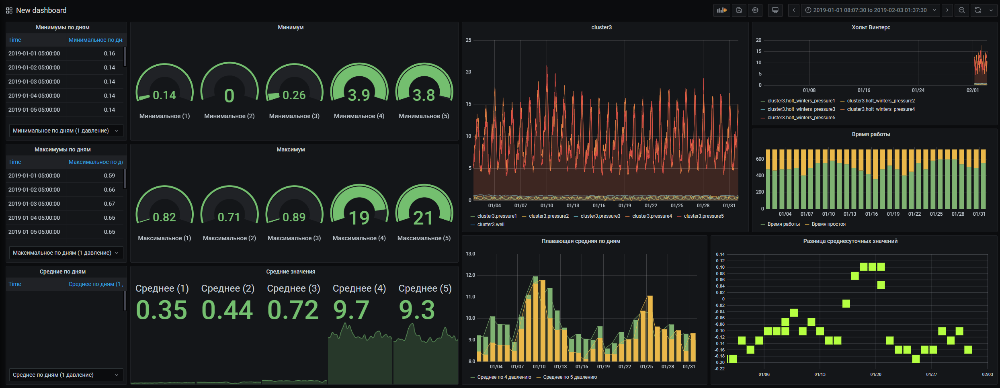 New dashboard
2019-01-01 08:07:30 to 2019-02-03 01:37:30
Минимумы по дням
Time Минимальное по дн
2019-01-01 05:00:00 0.16
2019-01-02 05:00:00 0.14
2019-01-03 05:00:00 0.14
2019-01-04 05:00:00 0.14
2019-01-05 05:00:00 0.14
Минимальное по дням (1 давление)
Минимум
0.14 0 0.26 3.9 3.8
Минимальное (1) Минимальное (2) Минимальное (3) Минимальное (4) Минимальное (5)
Максимумы по дням
Time Максимальное по д
2019-01-01 05:00:00 0.59
2019-01-02 05:00:00 0.66
2019-01-03 05:00:00 0.67
2019-01-04 05:00:00 0.65
2019-01-05 05:00:00 0.65
Максимальное по дням (1 давление)
Максимум
0.82 0.71 0.89 19 21
Максимальное (1) Максимальное (2) Максимальное (3) Максимальное (4) Максимальное (5)
Средние по дням
Time Среднее по дням (1
Среднее по дням (1 давление)
Средние значения
Среднее (1) Среднее (2) Среднее (3) Среднее (4) Среднее (5)
0.35 0.44 0.72 9.7 9.3
cluster3
25
20
15
10
5
0
01/04 01/07 01/10 01/13 01/16 01/19 01/22 01/25 01/28 01/31
cluster3.pressure1 cluster3.pressure2 cluster3.pressure3 cluster3.pressure4 cluster3.pressure5
cluster3.well
Хольт Винтерс
20
15
10
5
0
01/08 01/16 01/24 02/01
cluster3.holt_winters_pressure1 cluster3.holt_winters_pressure2
cluster3.holt_winters_pressure3 cluster3.holt_winters_pressure4
cluster3.holt_winters_pressure5
Время работы
600
400
200
0
01/04 01/07 01/10 01/13 01/16 01/19 01/22 01/25 01/28 01/31
Время работы Время простоя
Плавающая средняя по дням
13.0
12.0
11.0
10.0
9.0
8.0
01/04 01/07 01/10 01/13 01/16 01/19 01/22 01/25 01/28 01/31
Среднее по 4 давлению Среднее по 5 давлению
Разница среднесуточных значений
0.14
0.12
0.10
0.08
0.06
0.04
0.02
0
-0.02
-0.04
-0.06
-0.08
-0.10
-0.12
-0.14
-0.16
-0.18
-0.20
-0.22
01/06 01/13 01/20 01/27 02/03